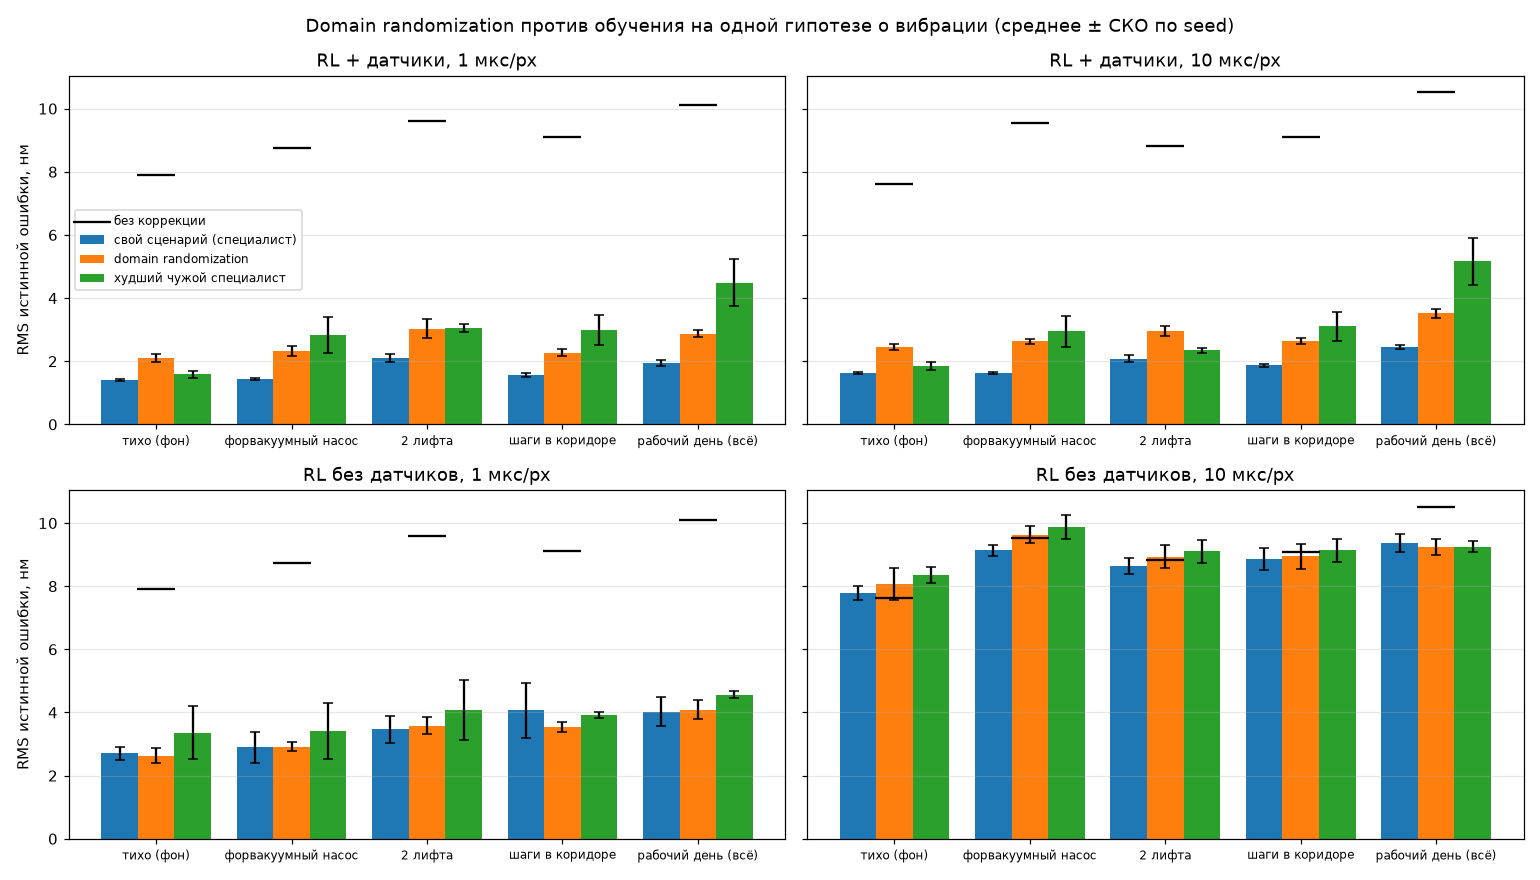 Domain randomization против обучения на одной гипотезе о вибрации (среднее ± СКО по seed)
RL + датчики, 1 мкс/px
RMS истинной ошибки, нм
10
8
6
4
2
0
без коррекции
свой сценарий (специалист)
domain randomization
худший чужой специалист
тихо (фон)
форвакуумный насос
2 лифта
шаги в коридоре
рабочий день (всё)
RL + датчики, 10 мкс/px
тихо (фон)
форвакуумный насос
2 лифта
шаги в коридоре
рабочий день (всё)
RL без датчиков, 1 мкс/px
RMS истинной ошибки, нм
10
8
6
4
2
0
тихо (фон)
форвакуумный насос
2 лифта
шаги в коридоре
рабочий день (всё)
RL без датчиков, 10 мкс/px
тихо (фон)
форвакуумный насос
2 лифта
шаги в коридоре
рабочий день (всё)